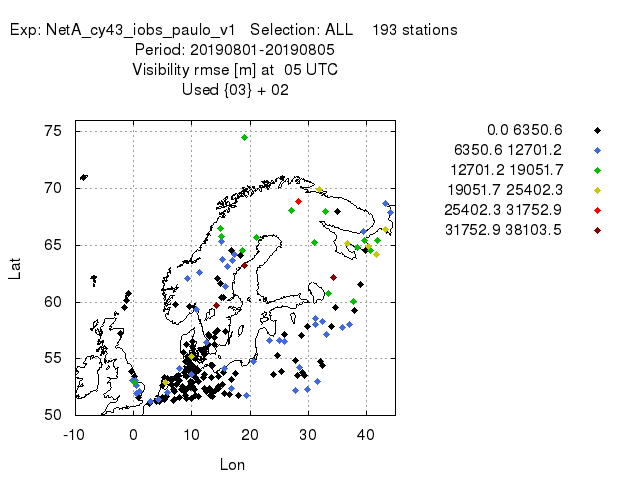 Exp: NetA_cy43_iobs_paulo_v1 Selection: ALL 193 stations
Period: 20190801-20190805
Visibility rmse [m] at 05 UTC
Used {03} + 02
0.0 6350.6
6350.6 12701.2
12701.2 19051.7
19051.7 25402.3
25402.3 31752.9
31752.9 38103.5
75
70
65
60
55
50
Lat
-10 0 10 20 30 40
Lon